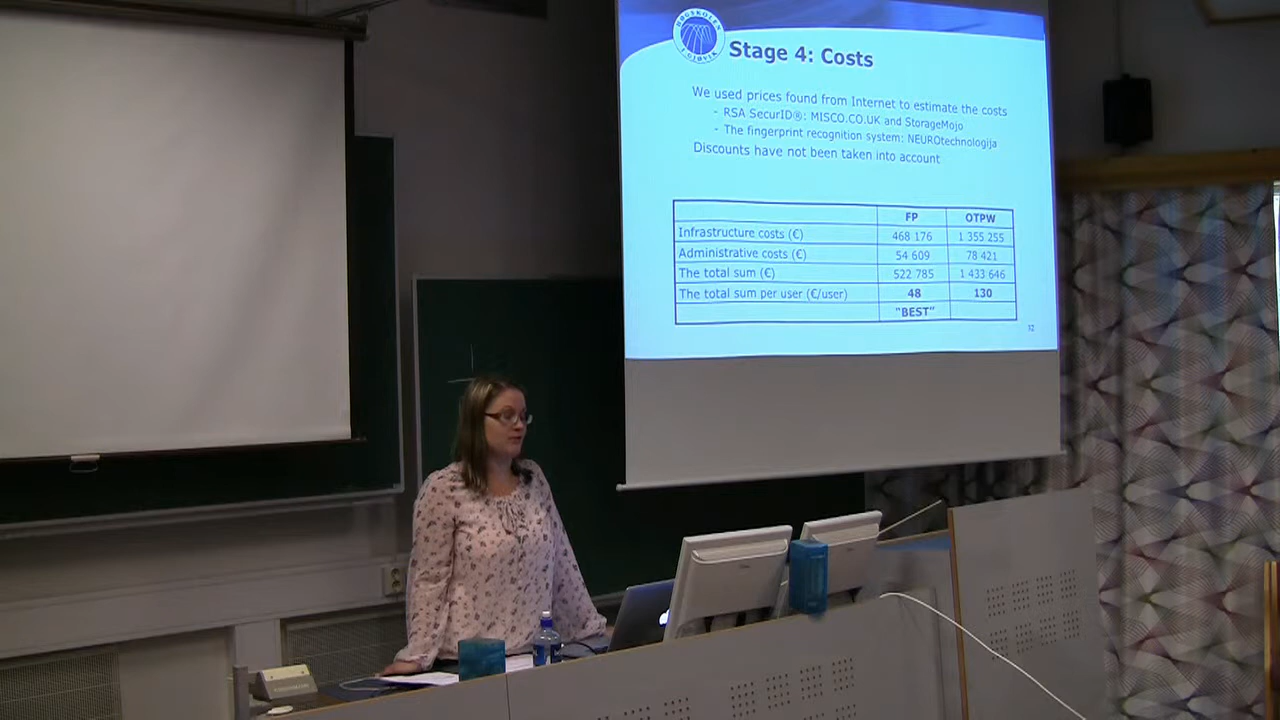 HØGSKOLEN
I GJØVIK
Stage 4: Costs
We used prices found from Internet to estimate the costs
- RSA SecurID®: MISCO.CO.UK and StorageMojo
- The fingerprint recognition system: NEUROtechnologija
Discounts have not been taken into account
FP OTPW
Infrastructure costs (€) 468 176 1 355 255
Administrative costs (€) 54 609 78 421
The total sum (€) 522 785 1 433 646
The total sum per user (€/user) 48 130
"BEST"
32